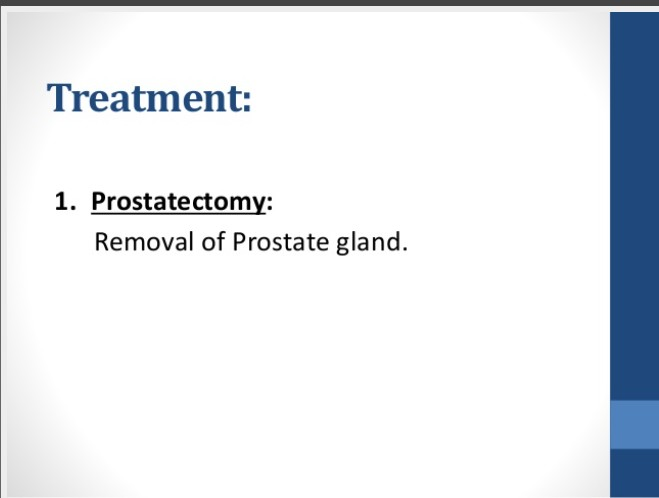 Treatment:
1. Prostatectomy:
Removal of Prostate gland.